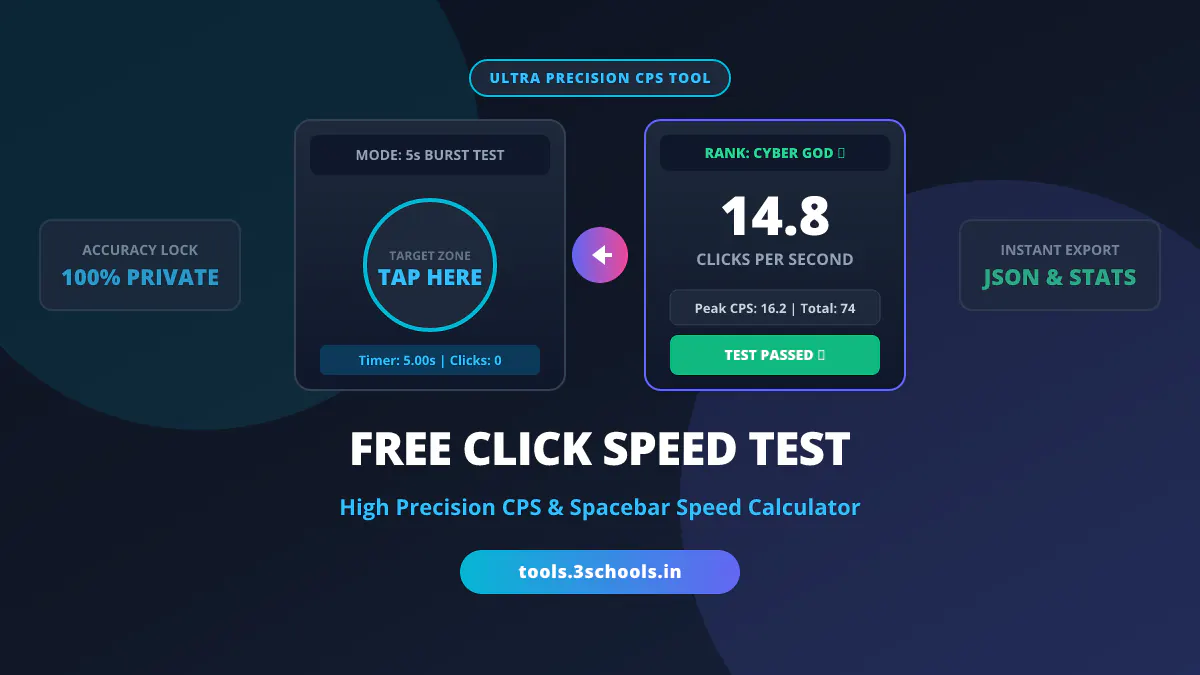 ULTRA PRECISION CPS TOOL
ACCURACY LOCK
100% PRIVATE
MODE: 5s BURST TEST
TARGET ZONE
TAP HERE
Timer: 5.00s | Clicks: 0
RANK: CYBER GOD
14.8
CLICKS PER SECOND
Peak CPS: 16.2 | Total: 74
TEST PASSED
INSTANT EXPORT
JSON & STATS
FREE CLICK SPEED TEST
High Precision CPS & Spacebar Speed Calculator
tools.3schools.in